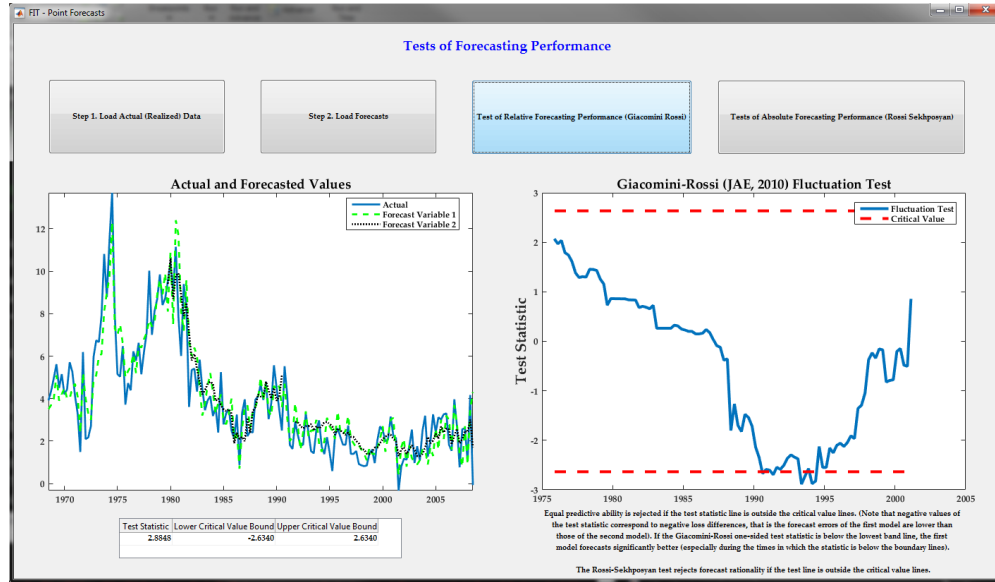 FIT - Point Forecasts
Tests of Forecasting Performance
Step 1. Load Actual (Realized) Data
Step 2. Load Forecasts
Test of Relative Forecasting Performance (Giacomini Rossi)
Tests of Absolute Forecasting Performance (Rossi Sekhposyan)
Actual and Forecasted Values
Actual
Forecast Variable 1
Forecast Variable 2
12
10
8
6
4
2
0
1970 1975 1980 1985 1990 1995 2000 2005
Test Statistic Lower Critical Value Bound Upper Critical Value Bound
2.8848 -2.6340 2.6340
Giacomini-Rossi (JAE, 2010) Fluctuation Test
Fluctuation Test
Critical Value
Test Statistic
3
2
1
0
-1
-2
-3
1975 1980 1985 1990 1995 2000 2005
Equal predictive ability is rejected if the test statistic line is outside the critical value lines. (Note that negative values of
the test statistic correspond to negative loss differences, that is the forecast errors of the first model are lower than
those of the second model). If the Giacomini-Rossi one-sided test statistic is below the lowest band line, the first
model forecasts significantly better (especially during the times in which the statistic is below the boundary lines).
The Rossi-Sekhposyan test rejects forecast rationality if the test line is outside the critical value lines.